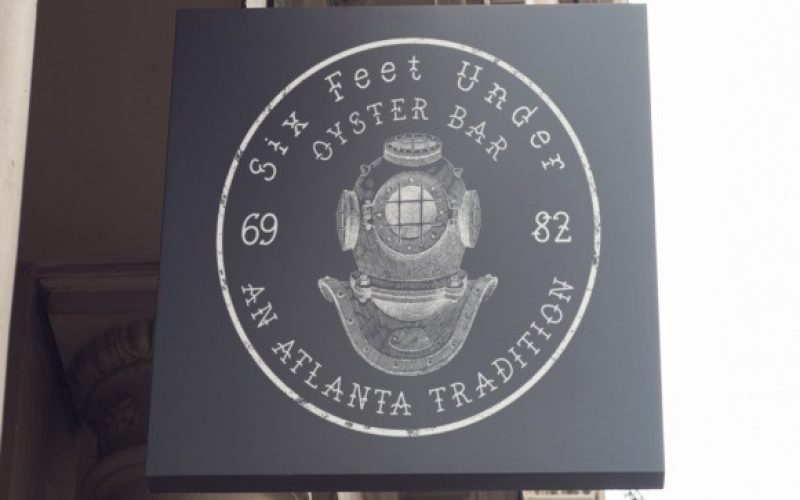 Six Feet Under
OYSTER BAR
69 82
AN ATLANTA TRADITION